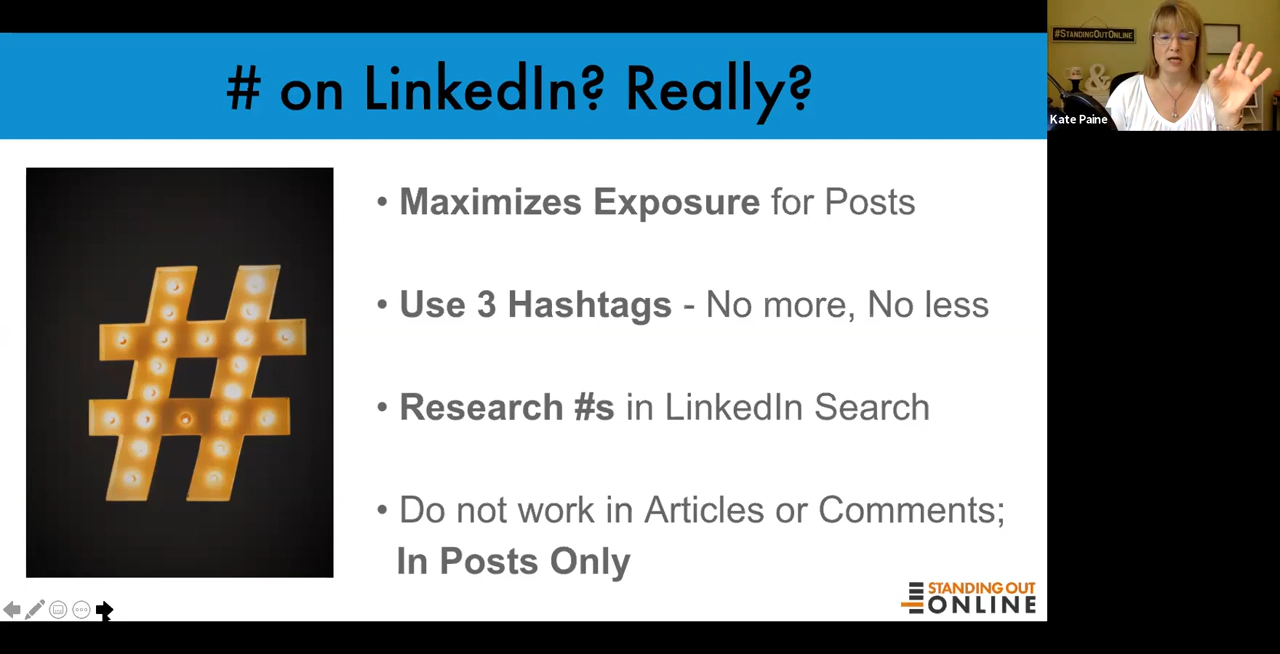 # on LinkedIn? Really?
#STANDINGOUTONLINE
Kate Paine
• Maximizes Exposure for Posts
• Use 3 Hashtags - No more, No less
• Research #s in LinkedIn Search
• Do not work in Articles or Comments;
In Posts Only
STANDING OUT
ONLINE